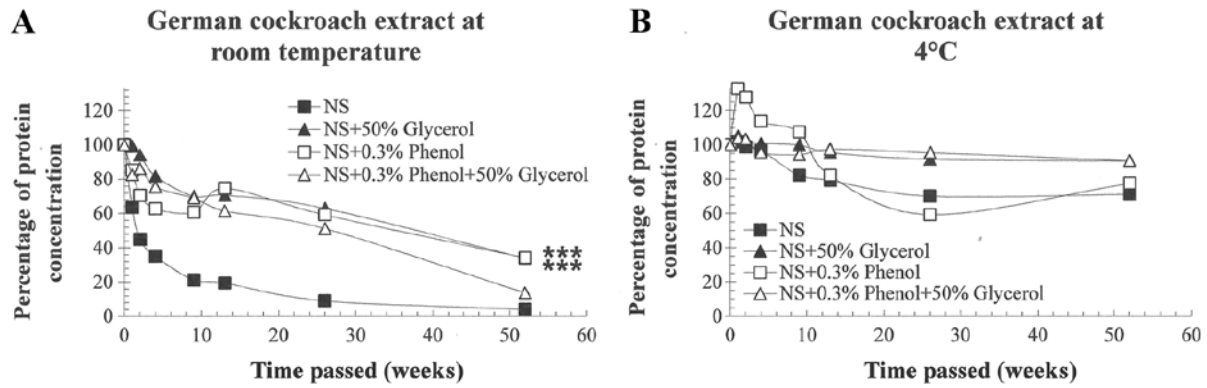 A
German cockroach extract at
room temperature
Percentage of protein
concentration
120
100
80
60
40
20
0
NS
NS+50% Glycerol
NS+0.3% Phenol
NS+0.3% Phenol+50% Glycerol
***
***
0 10 20 30 40 50 60
Time passed (weeks)
B
German cockroach extract at
4°C
Percentage of protein
concentration
120
100
80
60
40
20
0
NS
NS+50% Glycerol
NS+0.3% Phenol
NS+0.3% Phenol+50% Glycerol
0 10 20 30 40 50 60
Time passed (weeks)